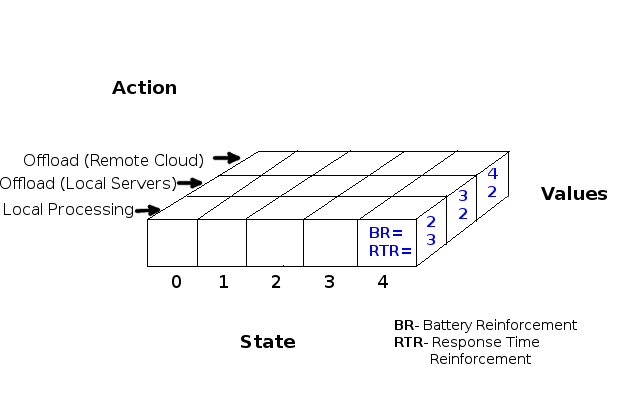 Action
Offload (Remote Cloud)
Offload (Local Servers)
Local Processing
4
2
3
2
2
3
BR=
RTR=
Values
0 1 2 3 4
State
BR- Battery Reinforcement
RTR- Response Time
Reinforcement